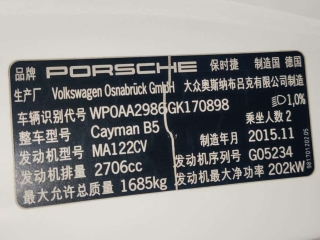 品牌 PORSCHE 保时捷 制造国 德国
生产厂 Volkswagen Osnabrück GmbH 大众奥斯纳布吕克有限公司制造
车辆识别代号 WP0AA2986GK170898 1,0%
整车型号 Cayman B5 乘坐人数 2
发动机型号 MA122CV 制造年月 2015.11
发动机排量 2706cc 发动机序列号 G05234
最大允许总质量 1685kg 发动机最大净功率 202kW